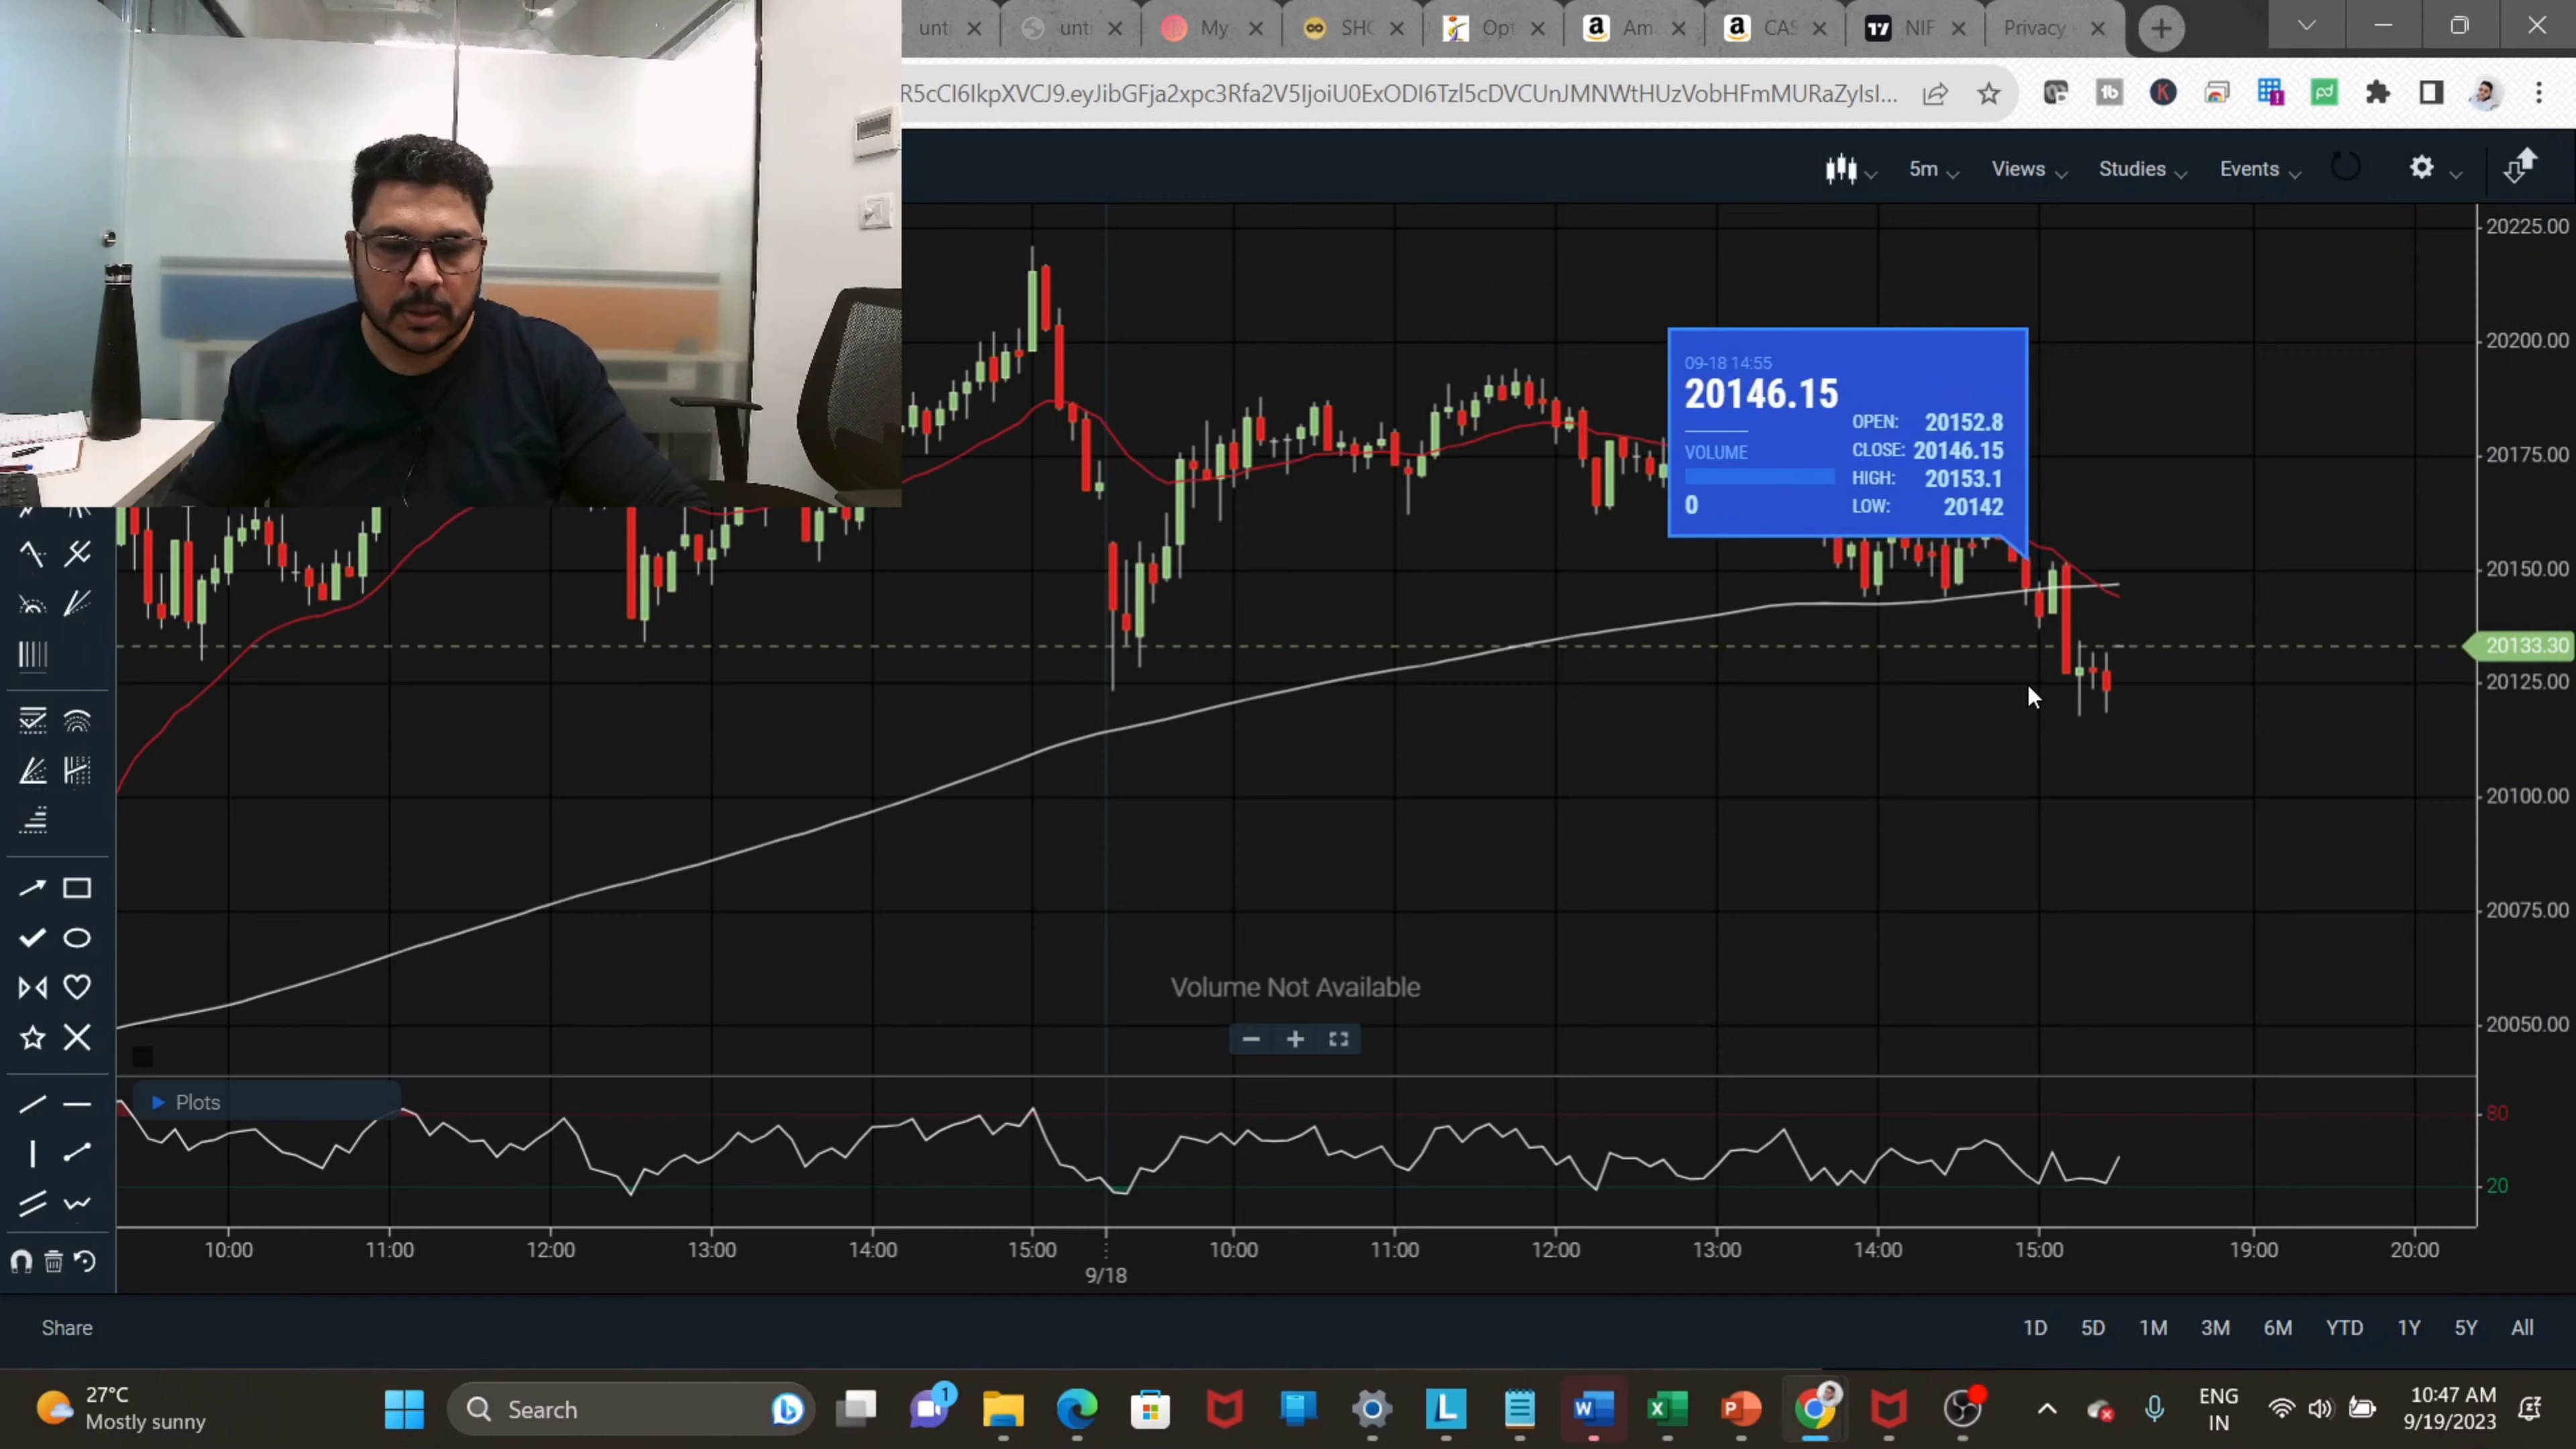 unt
unt
My
SHO
Opt
Am
CAS
NIF
Privacy
R5cCI6IkpXVCJ9.eyJibGFja2xpc3Rfa2V5IjoiU0ExODI6Tzl5cDVCUnJMNWtHUzVobHFmMURaZyIsI...
5m
Views
Studies
Events
20225.00
20200.00
20175.00
20150.00
20133.30
20125.00
20100.00
20075.00
20050.00
09-18 14:55
20146.15
OPEN: 20152.8
CLOSE: 20146.15
VOLUME
HIGH: 20153.1
LOW: 20142
0
Volume Not Available
Plots
80
20
10:00 11:00 12:00 13:00 14:00 15:00 10:00 11:00 12:00 13:00 14:00 15:00 19:00 20:00
9/18
Share
1D 5D 1M 3M 6M YTD 1Y 5Y All
27°C
Mostly sunny
Search
1
ENG
IN
10:47 AM
9/19/2023